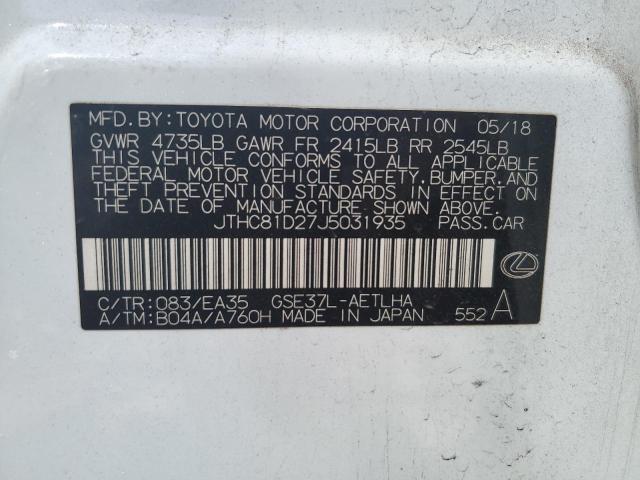 MFD. BY: TOYOTA MOTOR CORPORATION 05/18
GVWR 4735LB GAWR FR 2415LB RR 2545LB
THIS VEHICLE CONFORMS TO ALL APPLICABLE
FEDERAL MOTOR VEHICLE SAFETY, BUMPER, AND
THEFT PREVENTION STANDARDS IN EFFECT ON
THE DATE OF MANUFACTURE SHOWN ABOVE.
JTHC81D27J5031935 PASS. CAR
C/TR: 083/EA35 GSE37L-AETLHA
A/TM: B04A/A760H MADE IN JAPAN 552 A